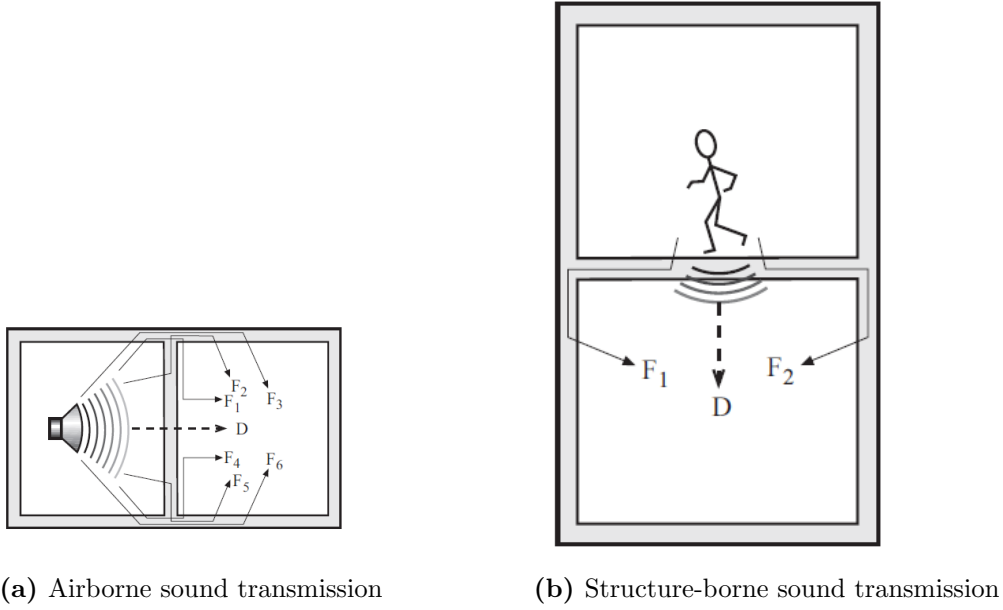 F2
F1
F3
D
F4
F6
F5
F1
F2
D
(a) Airborne sound transmission
(b) Structure-borne sound transmission